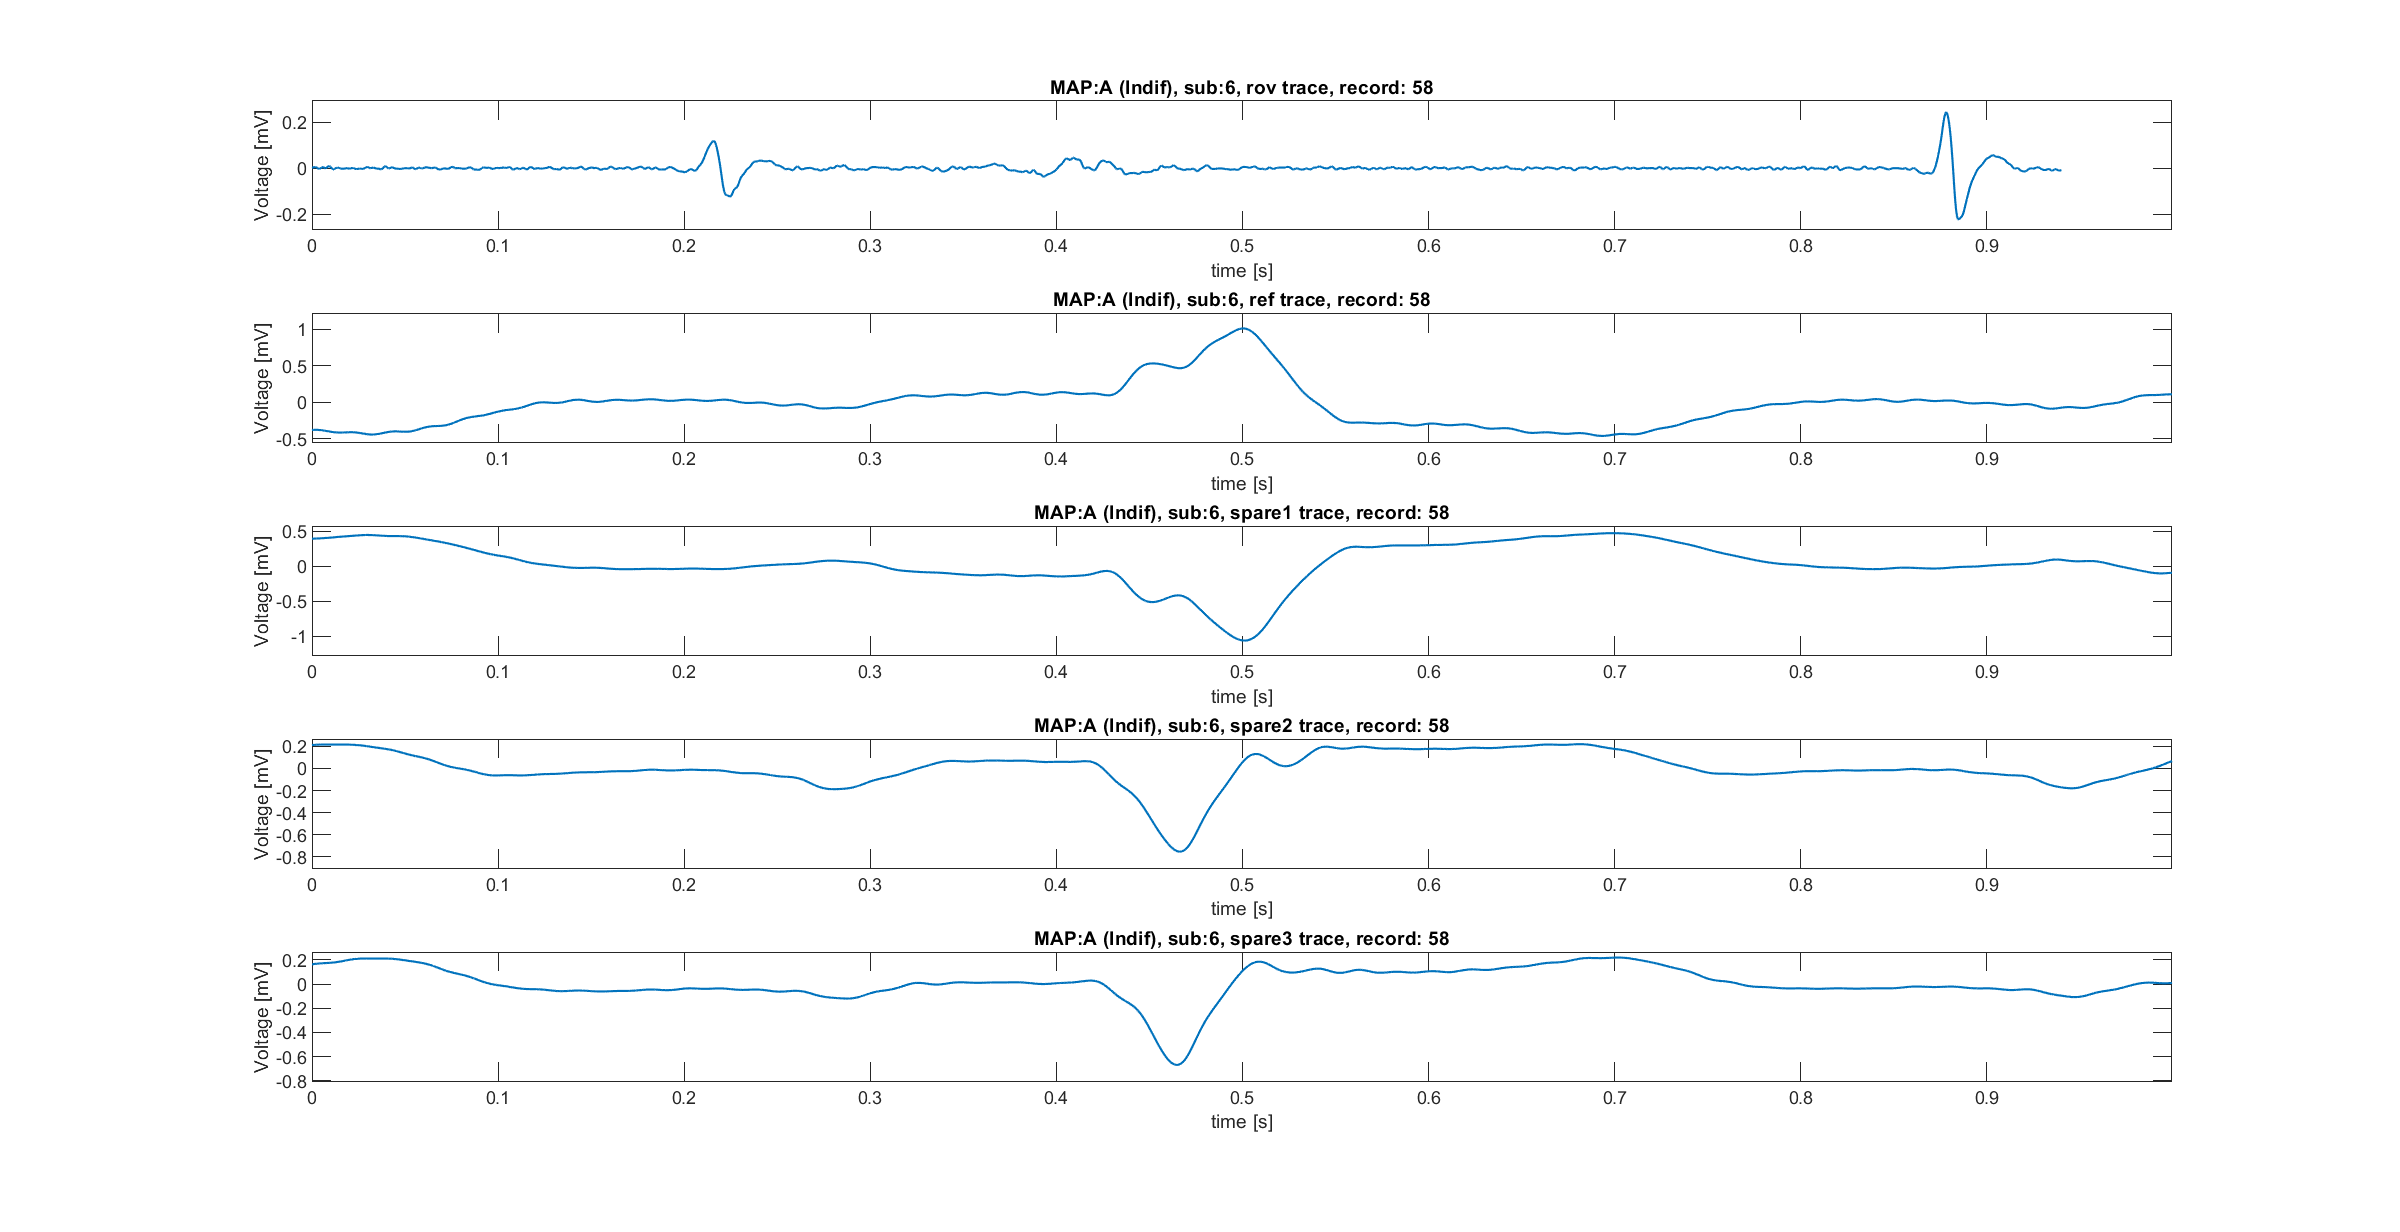 MAP:A (Indif), sub:6, rov trace, record: 58
Voltage [mV]
0.2
0
-0.2
0 0.1 0.2 0.3 0.4 0.5 0.6 0.7 0.8 0.9
time [s]
MAP:A (Indif), sub:6, ref trace, record: 58
Voltage [mV]
1
0.5
0
-0.5
0 0.1 0.2 0.3 0.4 0.5 0.6 0.7 0.8 0.9
time [s]
MAP:A (Indif), sub:6, spare1 trace, record: 58
Voltage [mV]
0.5
0
-0.5
-1
0 0.1 0.2 0.3 0.4 0.5 0.6 0.7 0.8 0.9
time [s]
MAP:A (Indif), sub:6, spare2 trace, record: 58
Voltage [mV]
0.2
0
-0.2
-0.4
-0.6
-0.8
0 0.1 0.2 0.3 0.4 0.5 0.6 0.7 0.8 0.9
time [s]
MAP:A (Indif), sub:6, spare3 trace, record: 58
Voltage [mV]
0.2
0
-0.2
-0.4
-0.6
-0.8
0 0.1 0.2 0.3 0.4 0.5 0.6 0.7 0.8 0.9
time [s]